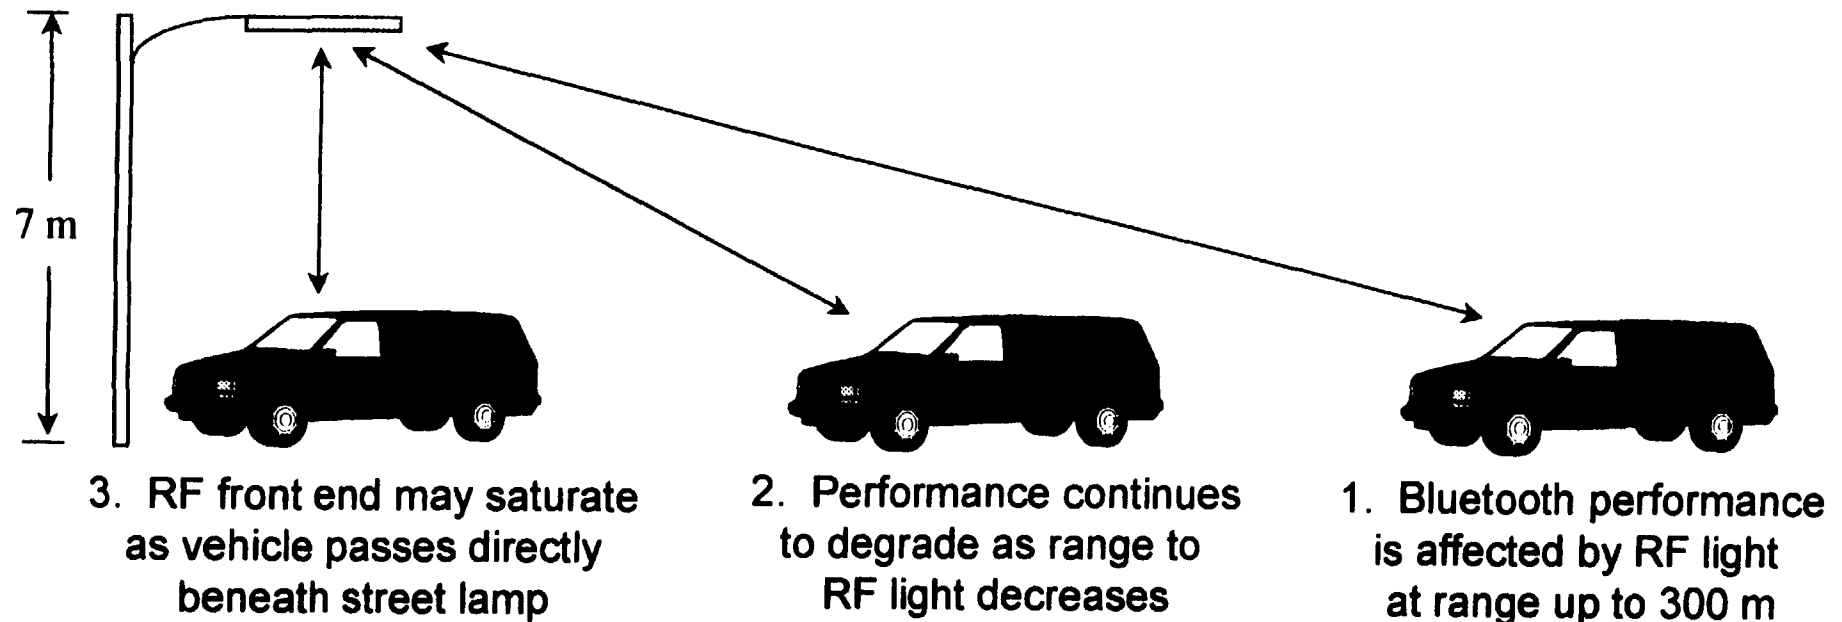 7 m
3. RF front end may saturate
as vehicle passes directly
beneath street lamp
2. Performance continues
to degrade as range to
RF light decreases
1. Bluetooth performance
is affected by RF light
at range up to 300 m